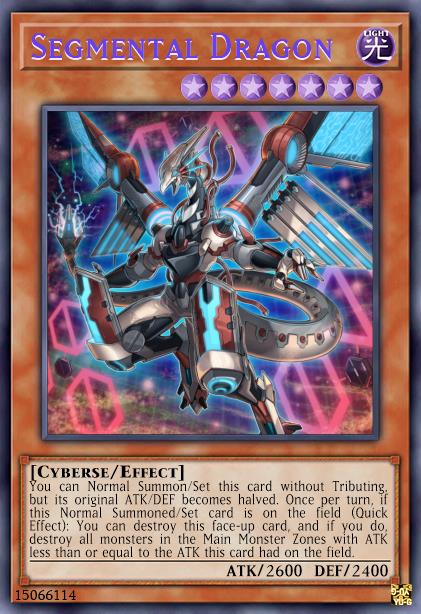 SEGMENTAL DRAGON
LIGHT
光
[CYBERSE/EFFECT]
You can Normal Summon/Set this card without Tributing,
but its original ATK/DEF becomes halved. Once per turn, if
this Normal Summoned/Set card is on the field (Quick
Effect): You can destroy this face-up card, and if you do,
destroy all monsters in the Main Monster Zones with ATK
less than or equal to the ATK this card had on the field.
ATK/2600 DEF/2400
15066114